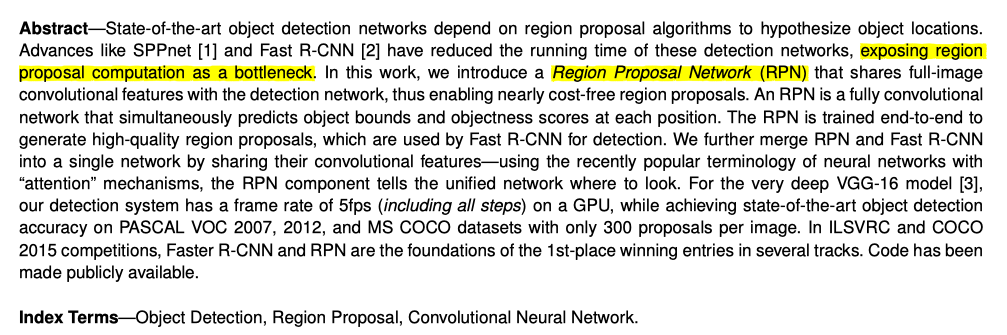 Abstract—State-of-the-art object detection networks depend on region proposal algorithms to hypothesize object locations.
Advances like SPPnet [1] and Fast R-CNN [2] have reduced the running time of these detection networks, exposing region
proposal computation as a bottleneck. In this work, we introduce a Region Proposal Network (RPN) that shares full-image
convolutional features with the detection network, thus enabling nearly cost-free region proposals. An RPN is a fully convolutional
network that simultaneously predicts object bounds and objectness scores at each position. The RPN is trained end-to-end to
generate high-quality region proposals, which are used by Fast R-CNN for detection. We further merge RPN and Fast R-CNN
into a single network by sharing their convolutional features—using the recently popular terminology of neural networks with
“attention” mechanisms, the RPN component tells the unified network where to look. For the very deep VGG-16 model [3],
our detection system has a frame rate of 5fps (including all steps) on a GPU, while achieving state-of-the-art object detection
accuracy on PASCAL VOC 2007, 2012, and MS COCO datasets with only 300 proposals per image. In ILSVRC and COCO
2015 competitions, Faster R-CNN and RPN are the foundations of the 1st-place winning entries in several tracks. Code has been
made publicly available.
Index Terms—Object Detection, Region Proposal, Convolutional Neural Network.